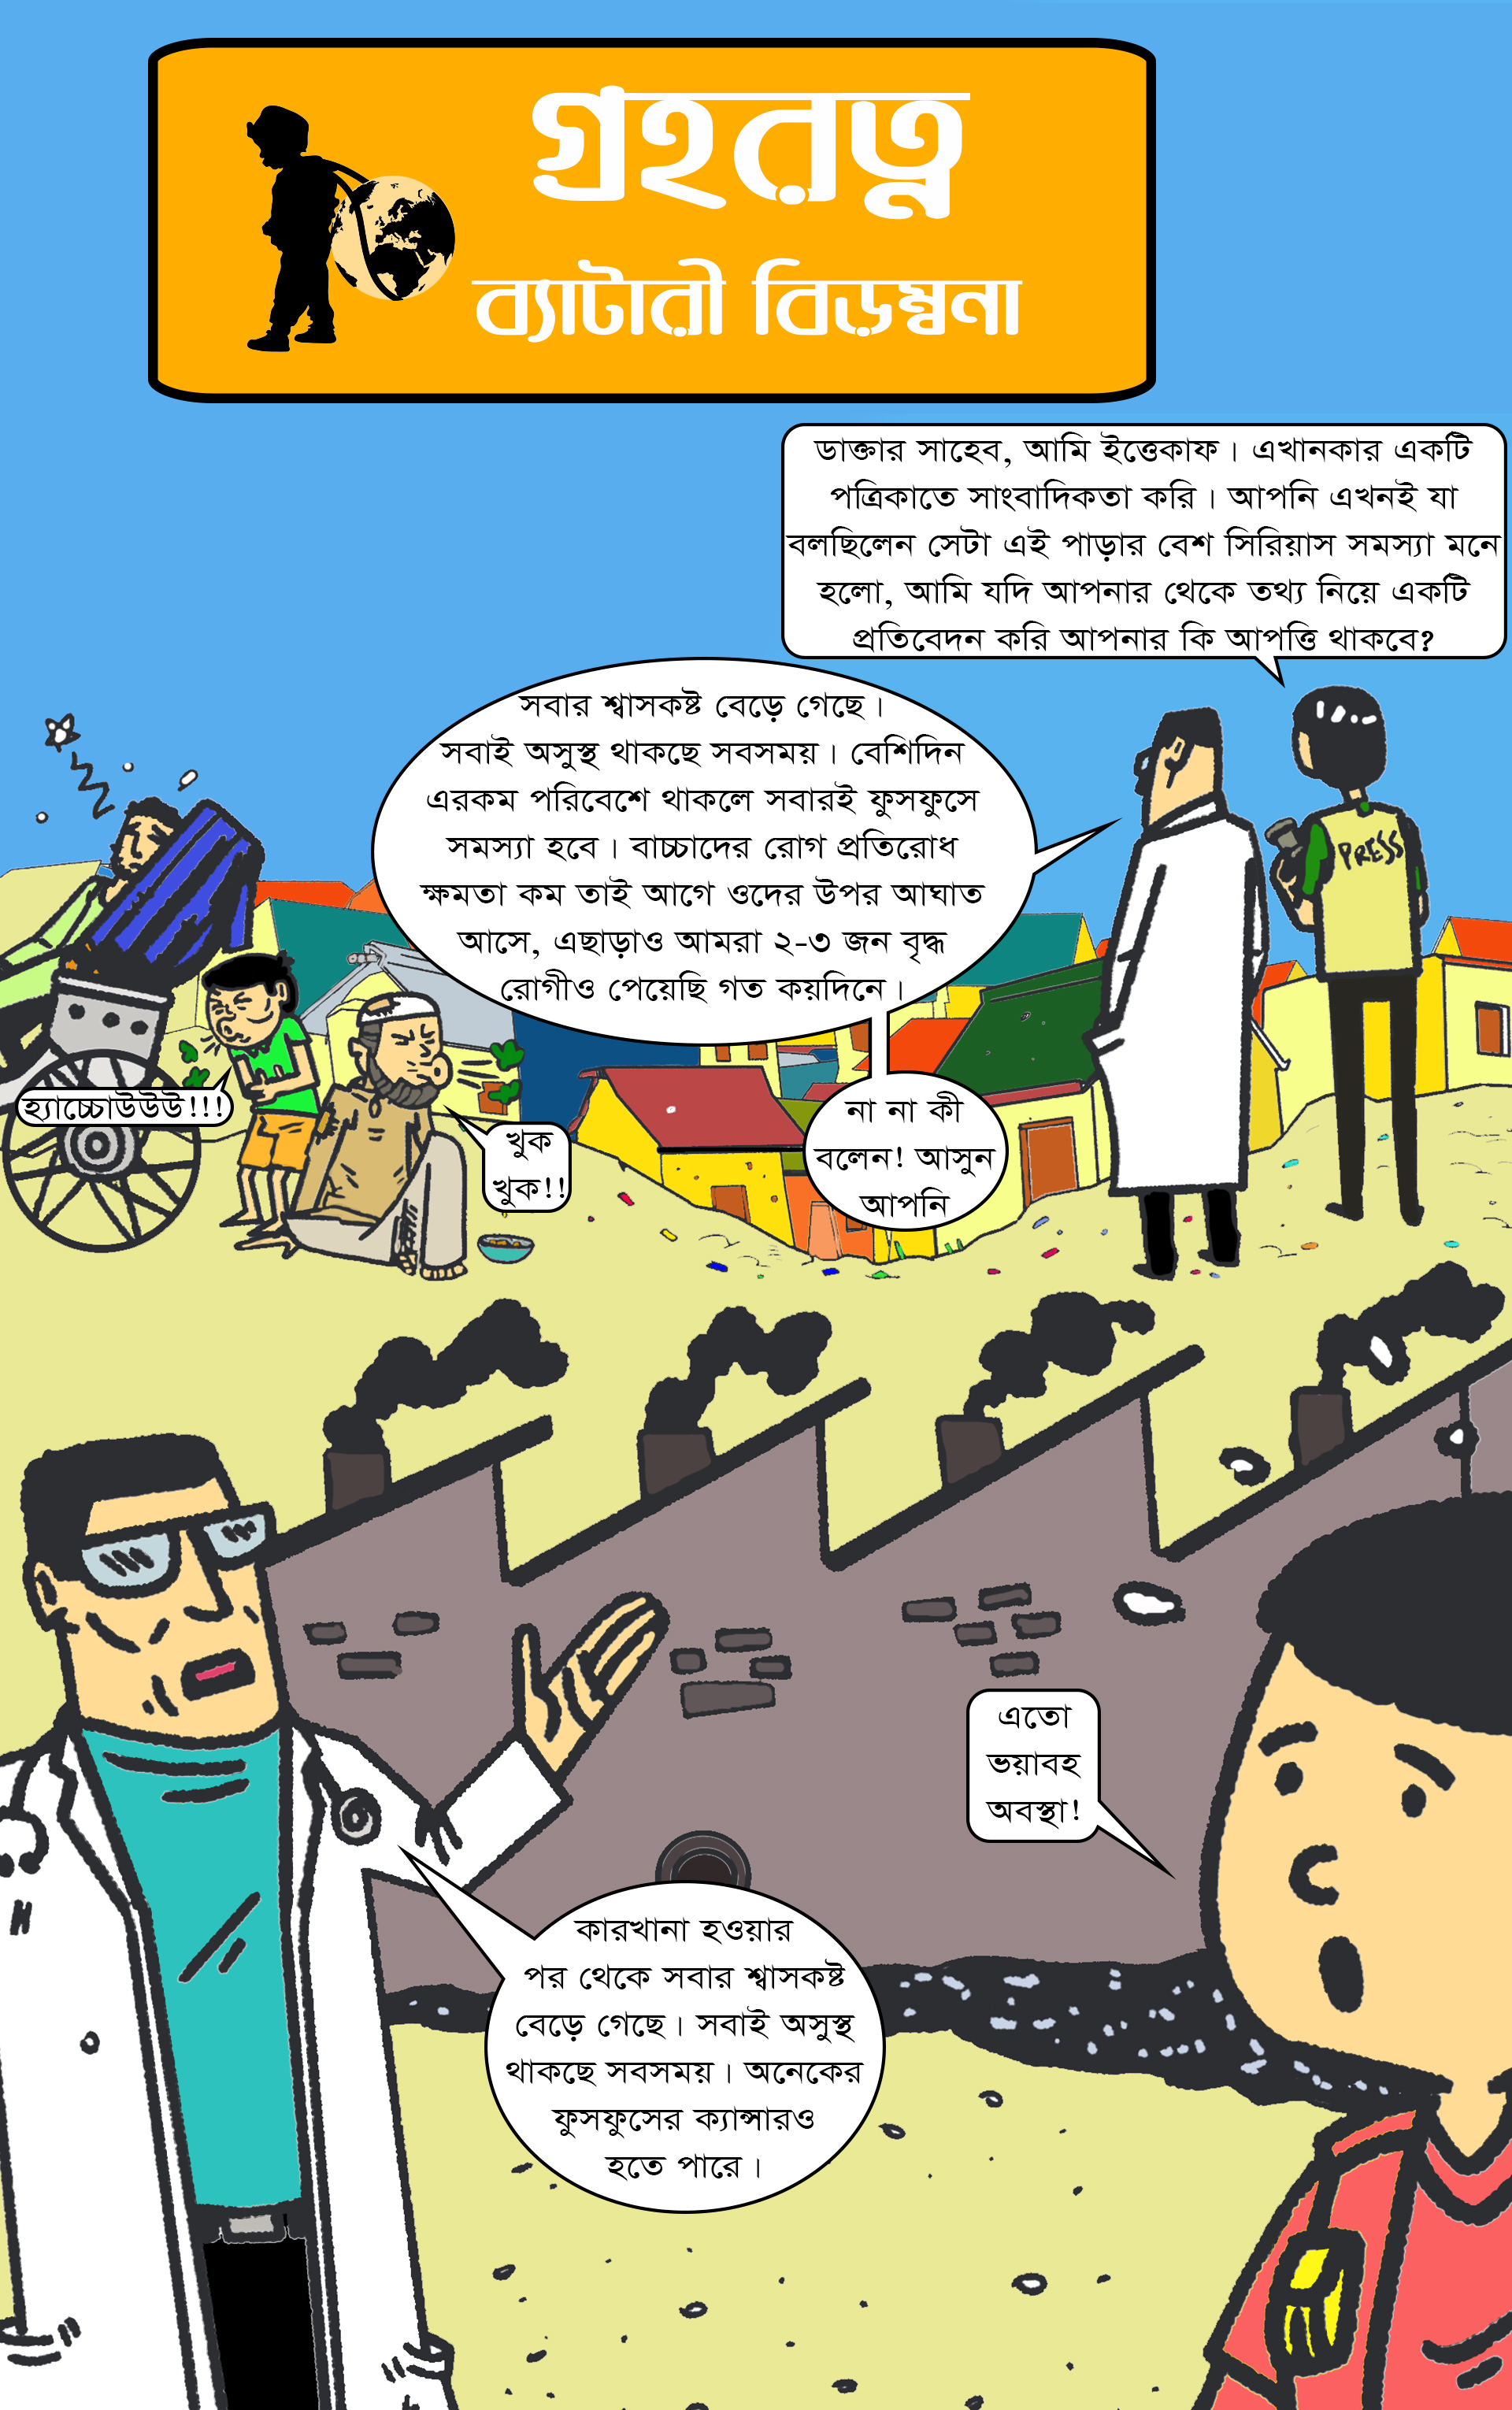 গ্রহরত্ন
ব্যাটারী বিড়ম্বনা
ডাক্তার সাহেব, আমি ইত্তেকাফ। এখানকার একটি
পত্রিকাতে সাংবাদিকতা করি। আপনি এখনই যা
বলছিলেন সেটা এই পাড়ার বেশ সিরিয়াস সমস্যা মনে
হলো, আমি যদি আপনার থেকে তথ্য নিয়ে একটি
প্রতিবেদন করি আপনার কি আপত্তি থাকবে?
সবার শ্বাসকষ্ট বেড়ে গেছে।
সবাই অসুস্থ থাকছে সবসময়। বেশিদিন
এরকম পরিবেশে থাকলে সবারই ফুসফুসে
সমস্যা হবে। বাচ্চাদের রোগ প্রতিরোধ
ক্ষমতা কম তাই আগে ওদের উপর আঘাত
আসে, এছাড়াও আমরা ২-৩ জন বৃদ্ধ
রোগীও পেয়েছি গত কয়দিনে।
PRESS
হ্যাচ্চোউউউ!!!
খুক
খুক!!
না না কী
বলেন! আসুন
আপনি
এতো
ভয়াবহ
অবস্থা!
কারখানা হওয়ার
পর থেকে সবার শ্বাসকষ্ট
বেড়ে গেছে। সবাই অসুস্থ
থাকছে সবসময়। অনেকের
ফুসফুসের ক্যান্সারও
হতে পারে।